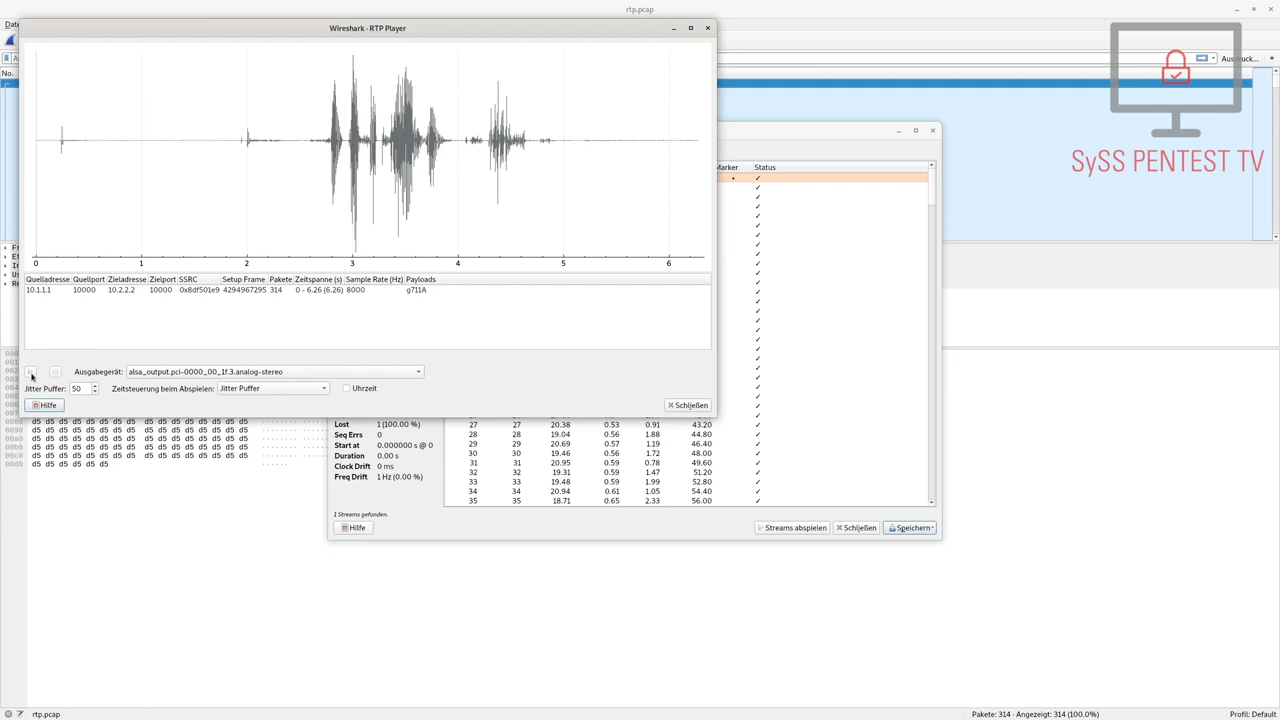 rtp.pcap
Wireshark · RTP Player
Date
No.
Ausdruck…
+
SySS PENTEST TV
Marker Status
0 1 2 3 4 5 6
Quelladresse Quellport Zieladresse Zielport SSRC Setup Frame Pakete Zeitspanne (s) Sample Rate (Hz) Payloads
10.1.1.1 10000 10.2.2.2 10000 0x8df501e9 4294967295 314 0 - 6.26 (6.26) 8000 g711A
Ausgabegerät: alsa_output.pci-0000_00_1f.3.analog-stereo
Jitter Puffer: 50 Zeitsteuerung beim Abspielen: Jitter Puffer Uhrzeit
Hilfe Schließen
0090 d5 d5 d5 d5 d5 d5 d5 d5 d5 d5 d5 d5 d5 d5 d5 d5
00a0 d5 d5 d5 d5 d5 d5 d5 d5 d5 d5 d5 d5 d5 d5 d5 d5
00b0 d5 d5 d5 d5 d5 d5 d5 d5 d5 d5 d5 d5 d5 d5 d5 d5
00c0 d5 d5 d5 d5 d5 d5 d5 d5 d5 d5 d5 d5 d5 d5 d5 d5
00d0 d5 d5 d5 d5 d5 d5
Lost 1 (100.00 %)
Seq Errs 0
Start at 0.000000 s @ 0
Duration 0.00 s
Clock Drift 0 ms
Freq Drift 1 Hz (0.00 %)
27 27 20.38 0.53 0.91 43.20
28 28 19.04 0.56 1.88 44.80
29 29 20.69 0.57 1.19 46.40
30 30 19.46 0.56 1.72 48.00
31 31 20.95 0.59 0.78 49.60
32 32 19.31 0.59 1.47 51.20
33 33 19.48 0.59 1.99 52.80
34 34 20.94 0.61 1.05 54.40
35 35 18.71 0.65 2.33 56.00
1 Streams gefunden.
Hilfe Streams abspielen Schließen Speichern
rtp.pcap
Pakete: 314 · Angezeigt: 314 (100.0%) Profil: Default